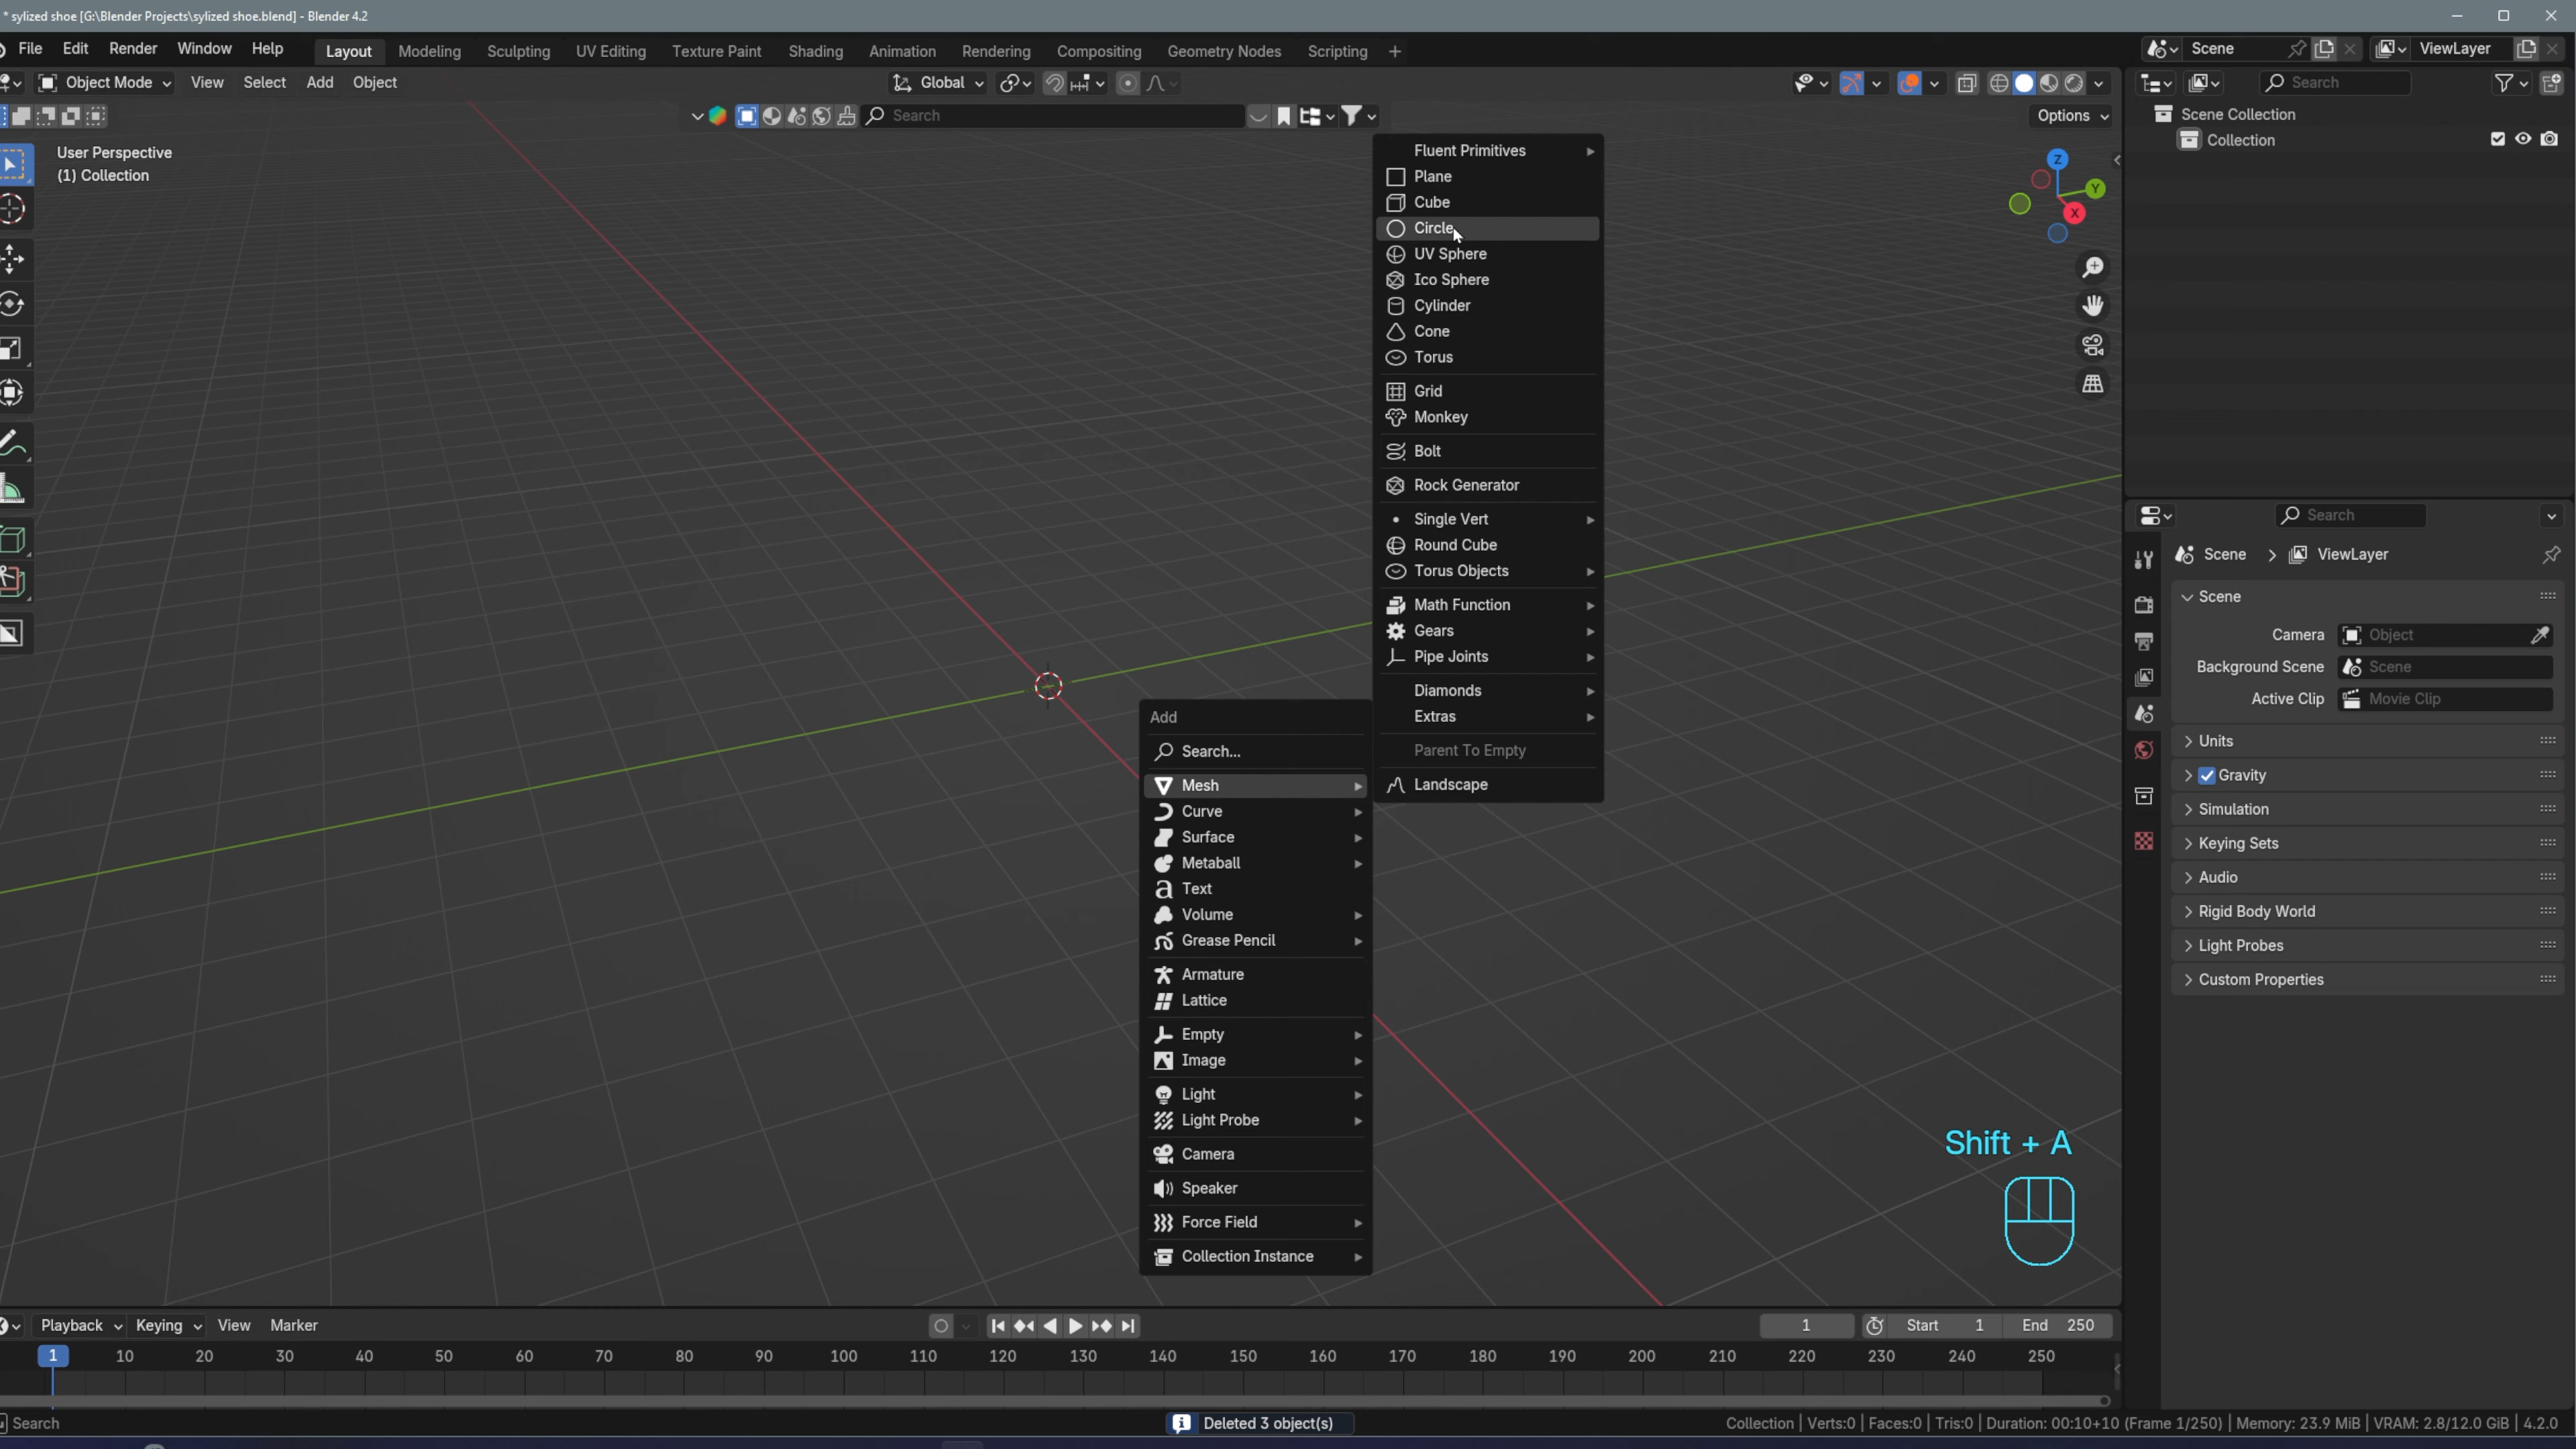 * sylized shoe [G:\Blender Projects\sylized shoe.blend] - Blender 4.2
File Edit Render Window Help Layout Modeling Sculpting UV Editing Texture Paint Shading Animation Rendering Compositing Geometry Nodes Scripting + Scene ViewLayer
Object Mode View Select Add Object Global Search
Search Options
User Perspective
(1) Collection
Scene Collection
Collection
Z
Y
X
Fluent Primitives
Plane
Cube
Circle
UV Sphere
Ico Sphere
Cylinder
Cone
Torus
Grid
Monkey
Bolt
Rock Generator
Single Vert
Round Cube
Torus Objects
Math Function
Gears
Pipe Joints
Diamonds
Extras
Parent To Empty
Landscape
Add
Search...
Mesh
Curve
Surface
Metaball
Text
Volume
Grease Pencil
Armature
Lattice
Empty
Image
Light
Light Probe
Camera
Speaker
Force Field
Collection Instance
Search
Scene > ViewLayer
Scene
Camera Object
Background Scene Scene
Active Clip Movie Clip
Units
Gravity
Simulation
Keying Sets
Audio
Rigid Body World
Light Probes
Custom Properties
Shift + A
Playback Keying View Marker 1 Start 1 End 250
1 10 20 30 40 50 60 70 80 90 100 110 120 130 140 150 160 170 180 190 200 210 220 230 240 250
Search Deleted 3 object(s) Collection | Verts:0 | Faces:0 | Tris:0 | Duration: 00:10+10 (Frame 1/250) | Memory: 23.9 MiB | VRAM: 2.8/12.0 GiB | 4.2.0